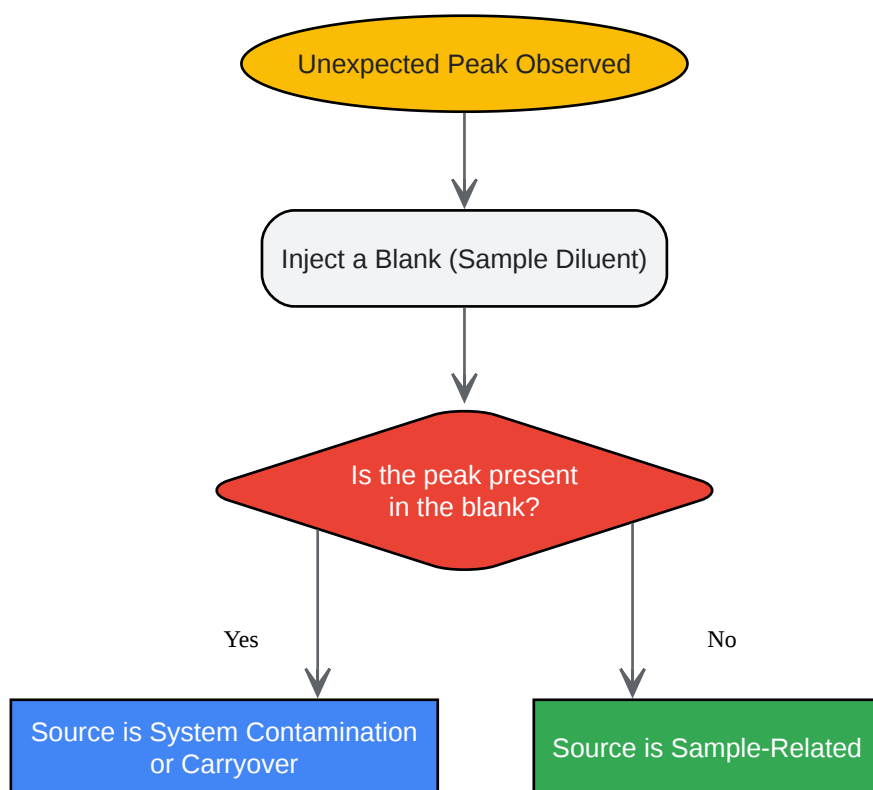 Unexpected Peak Observed
Inject a Blank (Sample Diluent)
Is the peak present
in the blank?
Yes
No
Source is System Contamination
or Carryover
Source is Sample-Related